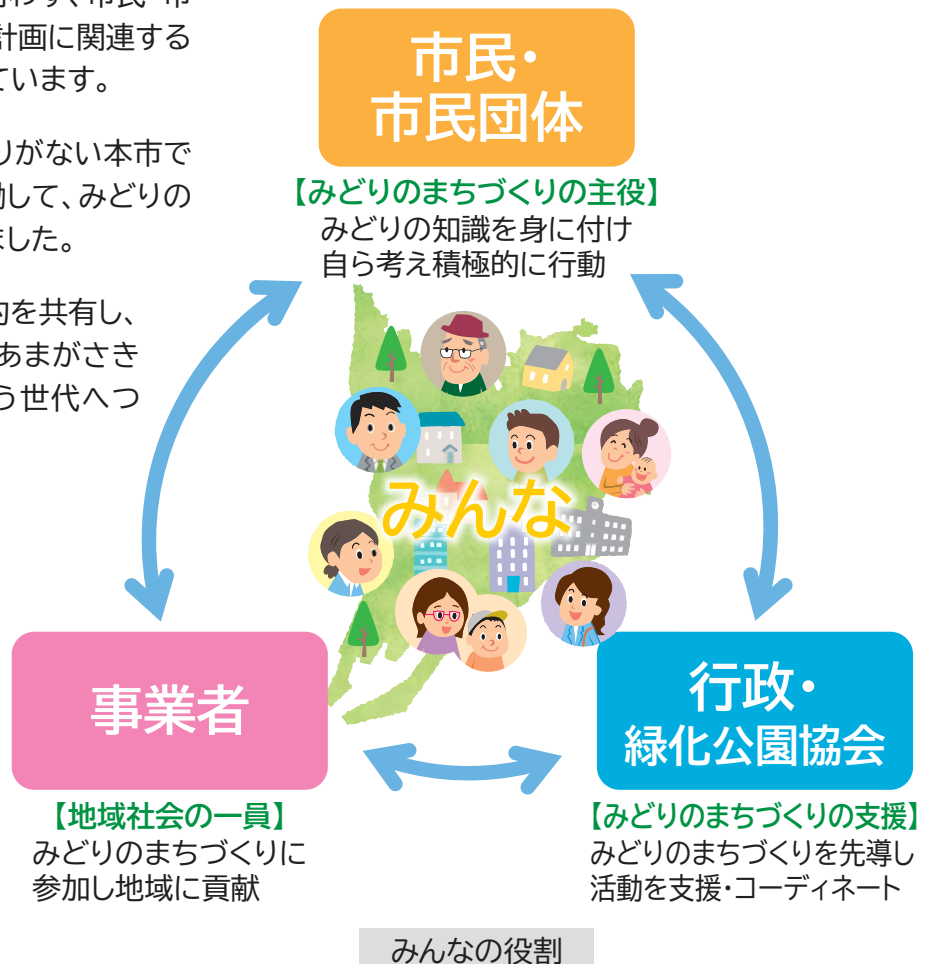 計画に関連する
ています。
りがない本市で
働して、みどりの
ました。
的を共有し、
あまがさき
う世代へつ
市民・
市民団体
【みどりのまちづくりの主役】
みどりの知識を身に付け
自ら考え積極的に行動
みんな
事業者
【地域社会の一員】
みどりのまちづくりに
参加し地域に貢献
行政・
緑化公園協会
【みどりのまちづくりの支援】
みどりのまちづくりを先導し
活動を支援・コーディネート
みんなの役割